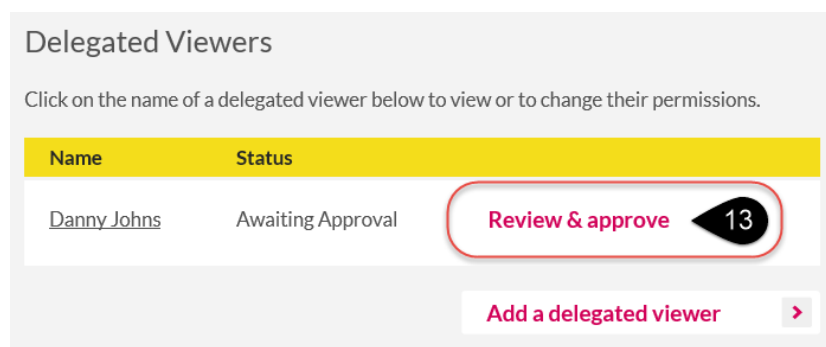 Delegated Viewers
Click on the name of a delegated viewer below to view or to change their permissions.
Name Status
Danny Johns Awaiting Approval Review & approve 13
Add a delegated viewer